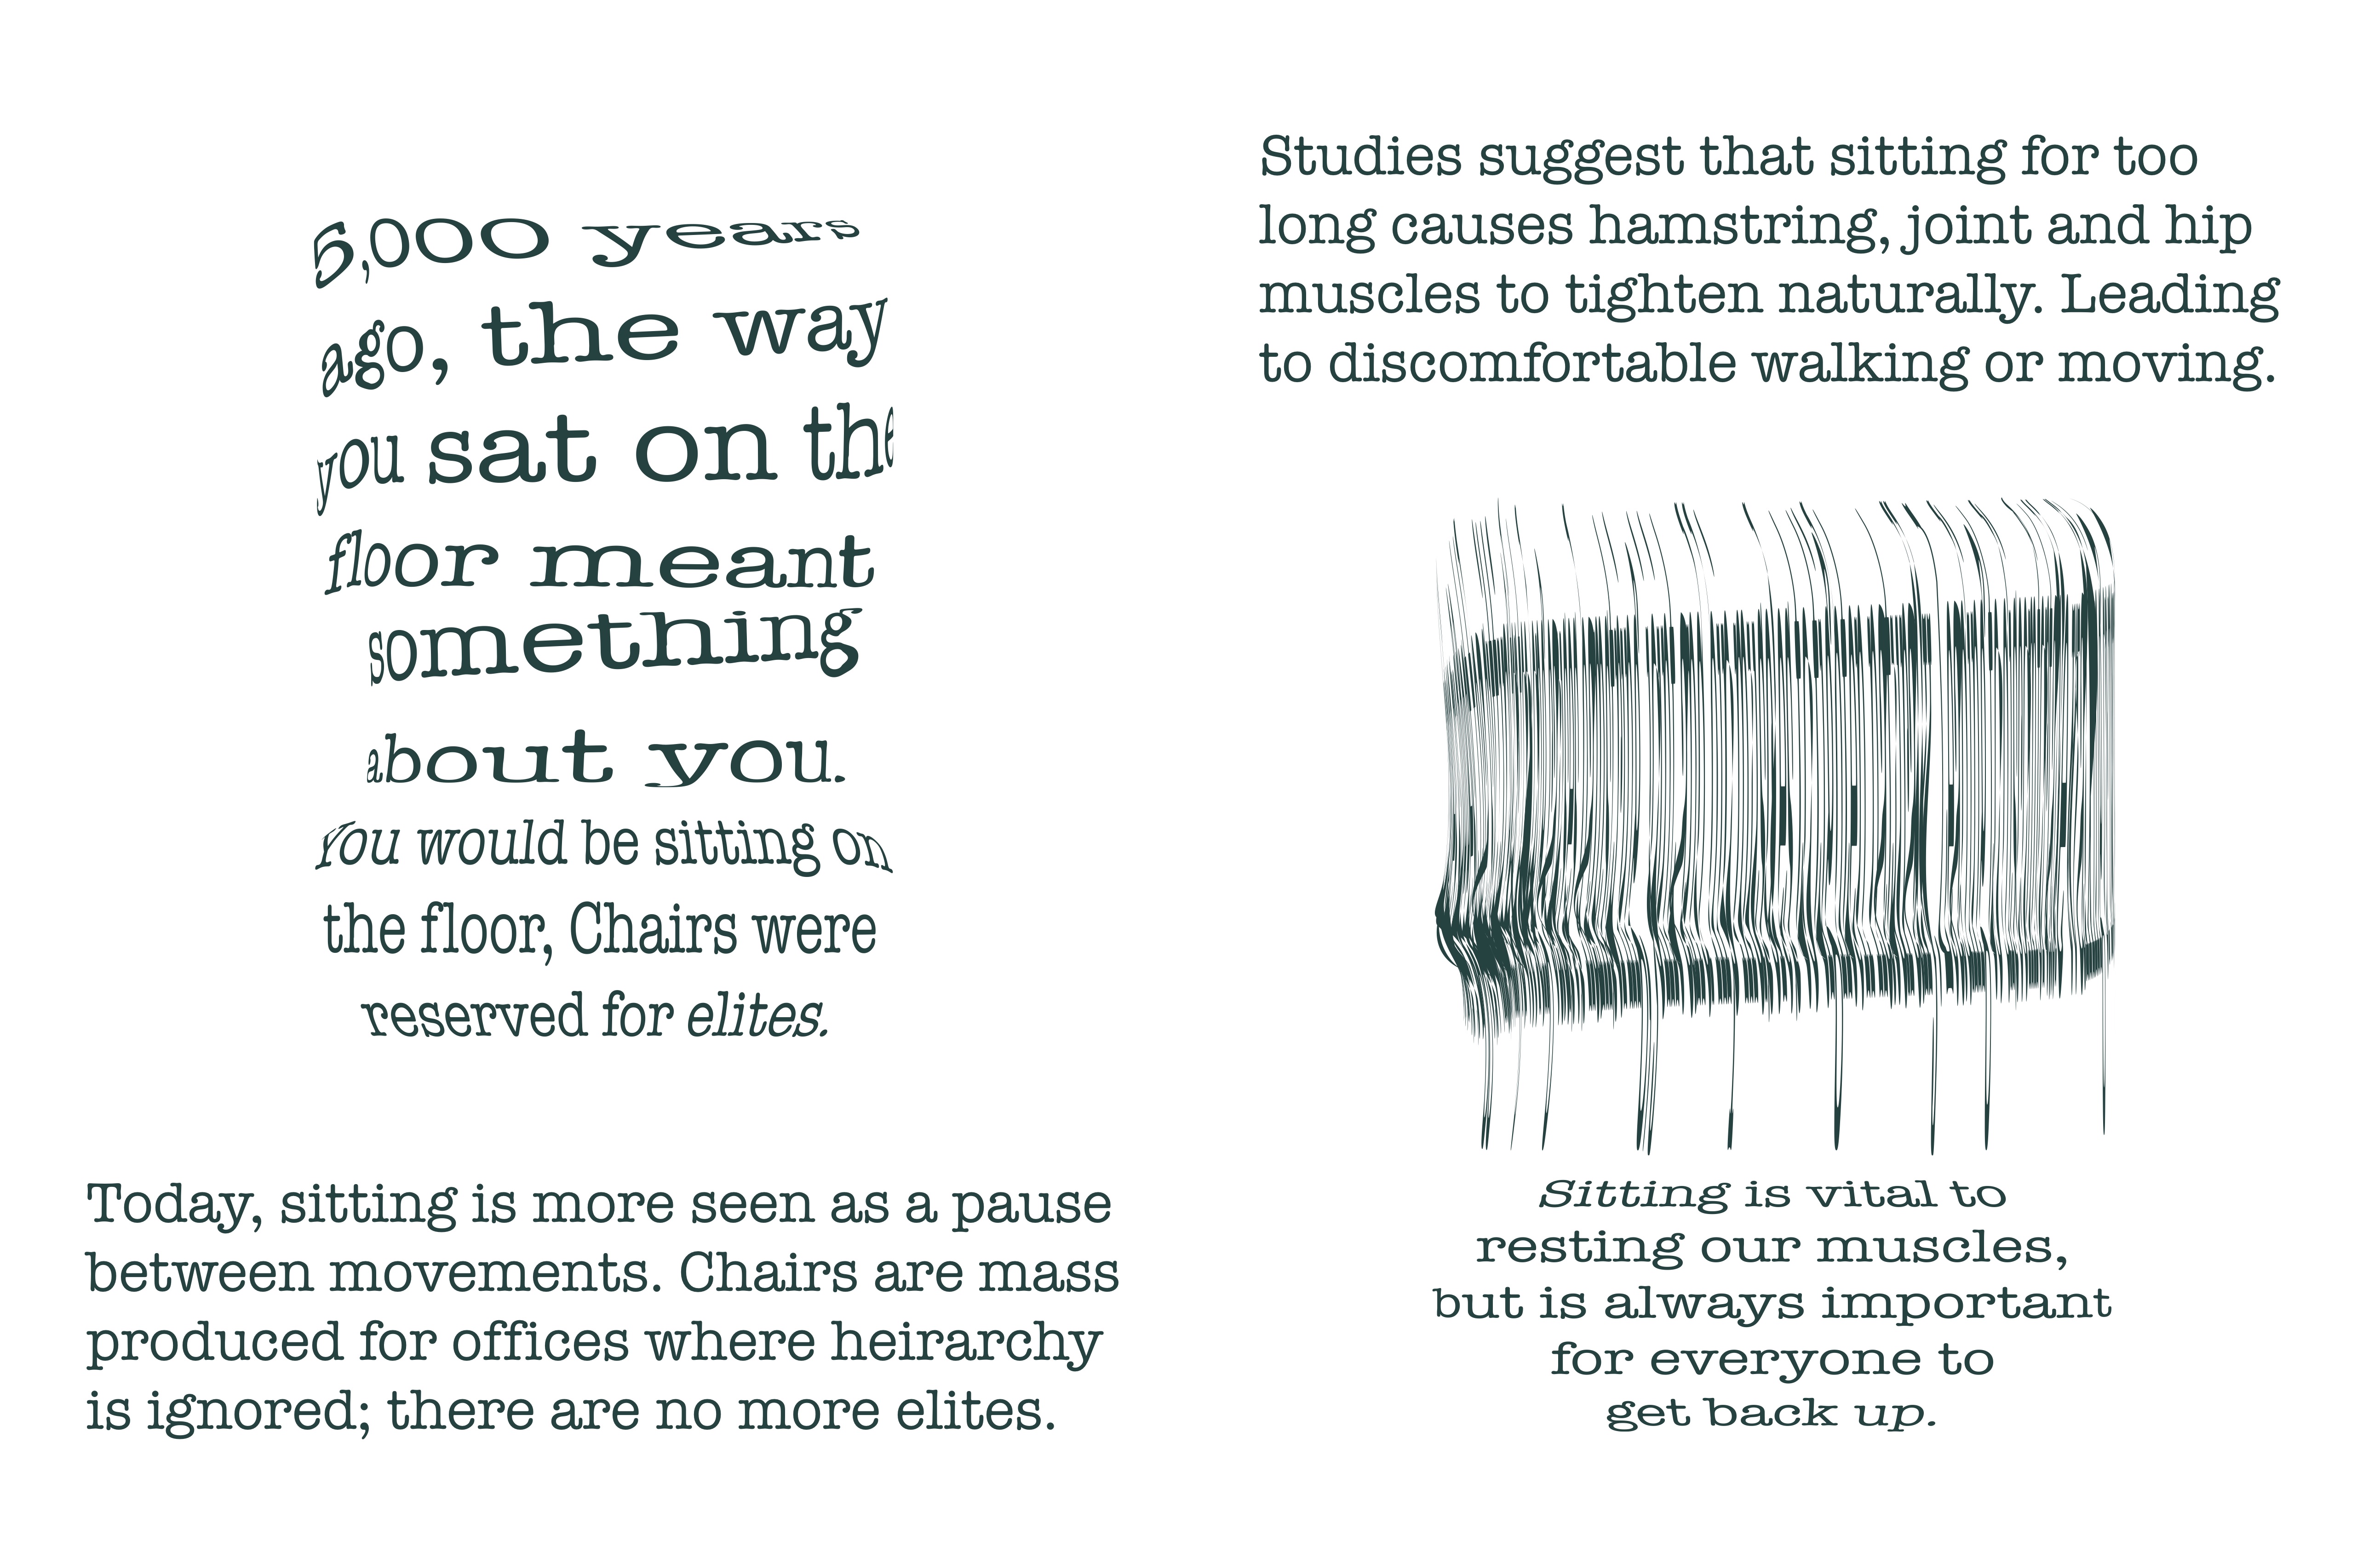 5,000 years
ago, the way
you sat on the
floor meant
something
about you.
You would be sitting on
the floor, Chairs were
reserved for elites.
Today, sitting is more seen as a pause
between movements. Chairs are mass
produced for offices where heirarchy
is ignored; there are no more elites.
Studies suggest that sitting for too
long causes hamstring, joint and hip
muscles to tighten naturally. Leading
to discomfortable walking or moving.
Sitting is vital to
resting our muscles,
but is always important
for everyone to
get back up.